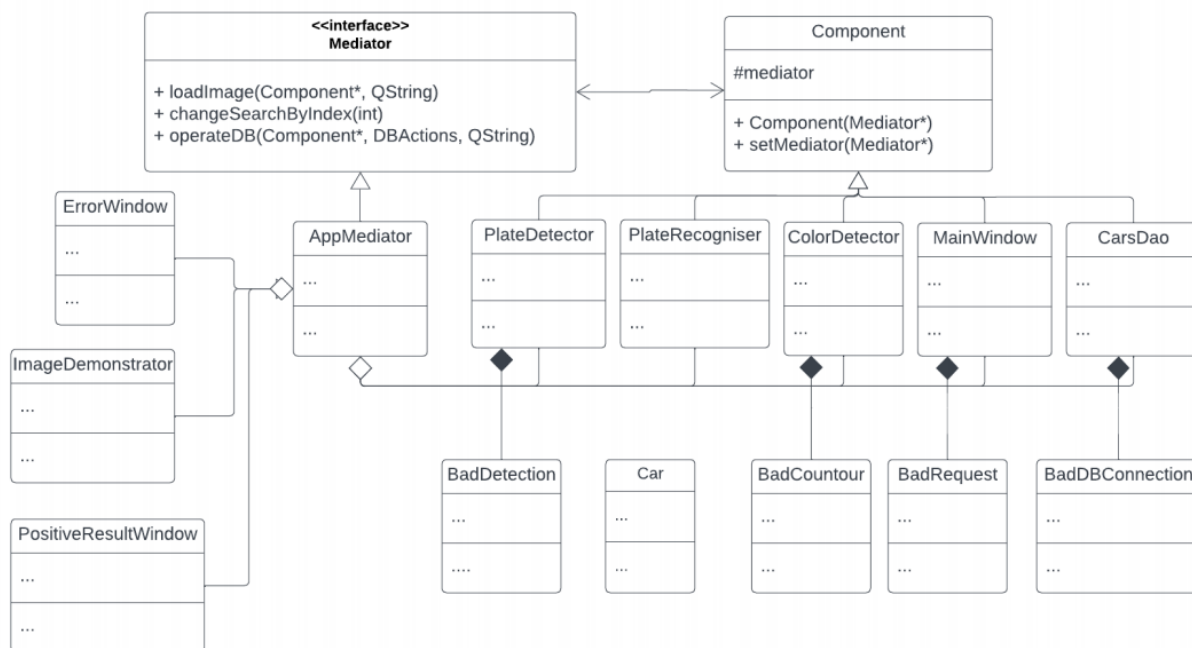 <<interface>>
Mediator
+ loadImage(Component*, QString)
+ changeSearchByIndex(int)
+ operateDB(Component*, DBActions, QString)
Component
#mediator
+ Component(Mediator*)
+ setMediator(Mediator*)
ErrorWindow
...
...
AppMediator
...
...
PlateDetector
...
...
PlateRecogniser
...
...
ColorDetector
...
...
MainWindow
...
...
CarsDao
...
...
ImageDemonstrator
...
...
BadDetection
...
....
Car
...
...
BadCountour
...
...
BadRequest
...
...
BadDBConnection
...
...
PositiveResultWindow
...
...